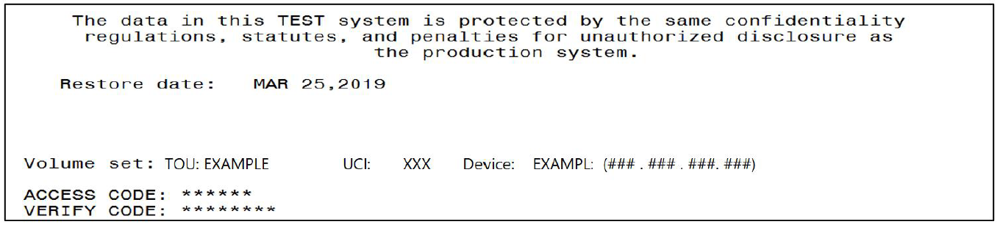 The data in this TEST system is protected by the same confidentiality
regulations, statutes, and penalties for unauthorized disclosure as
the production system.
Restore date: MAR 25,2019
Volume set: TOU: EXAMPLE UCI: XXX Device: EXAMPL: (### . ### . ###. ###)
ACCESS CODE: ******
VERIFY CODE: ********